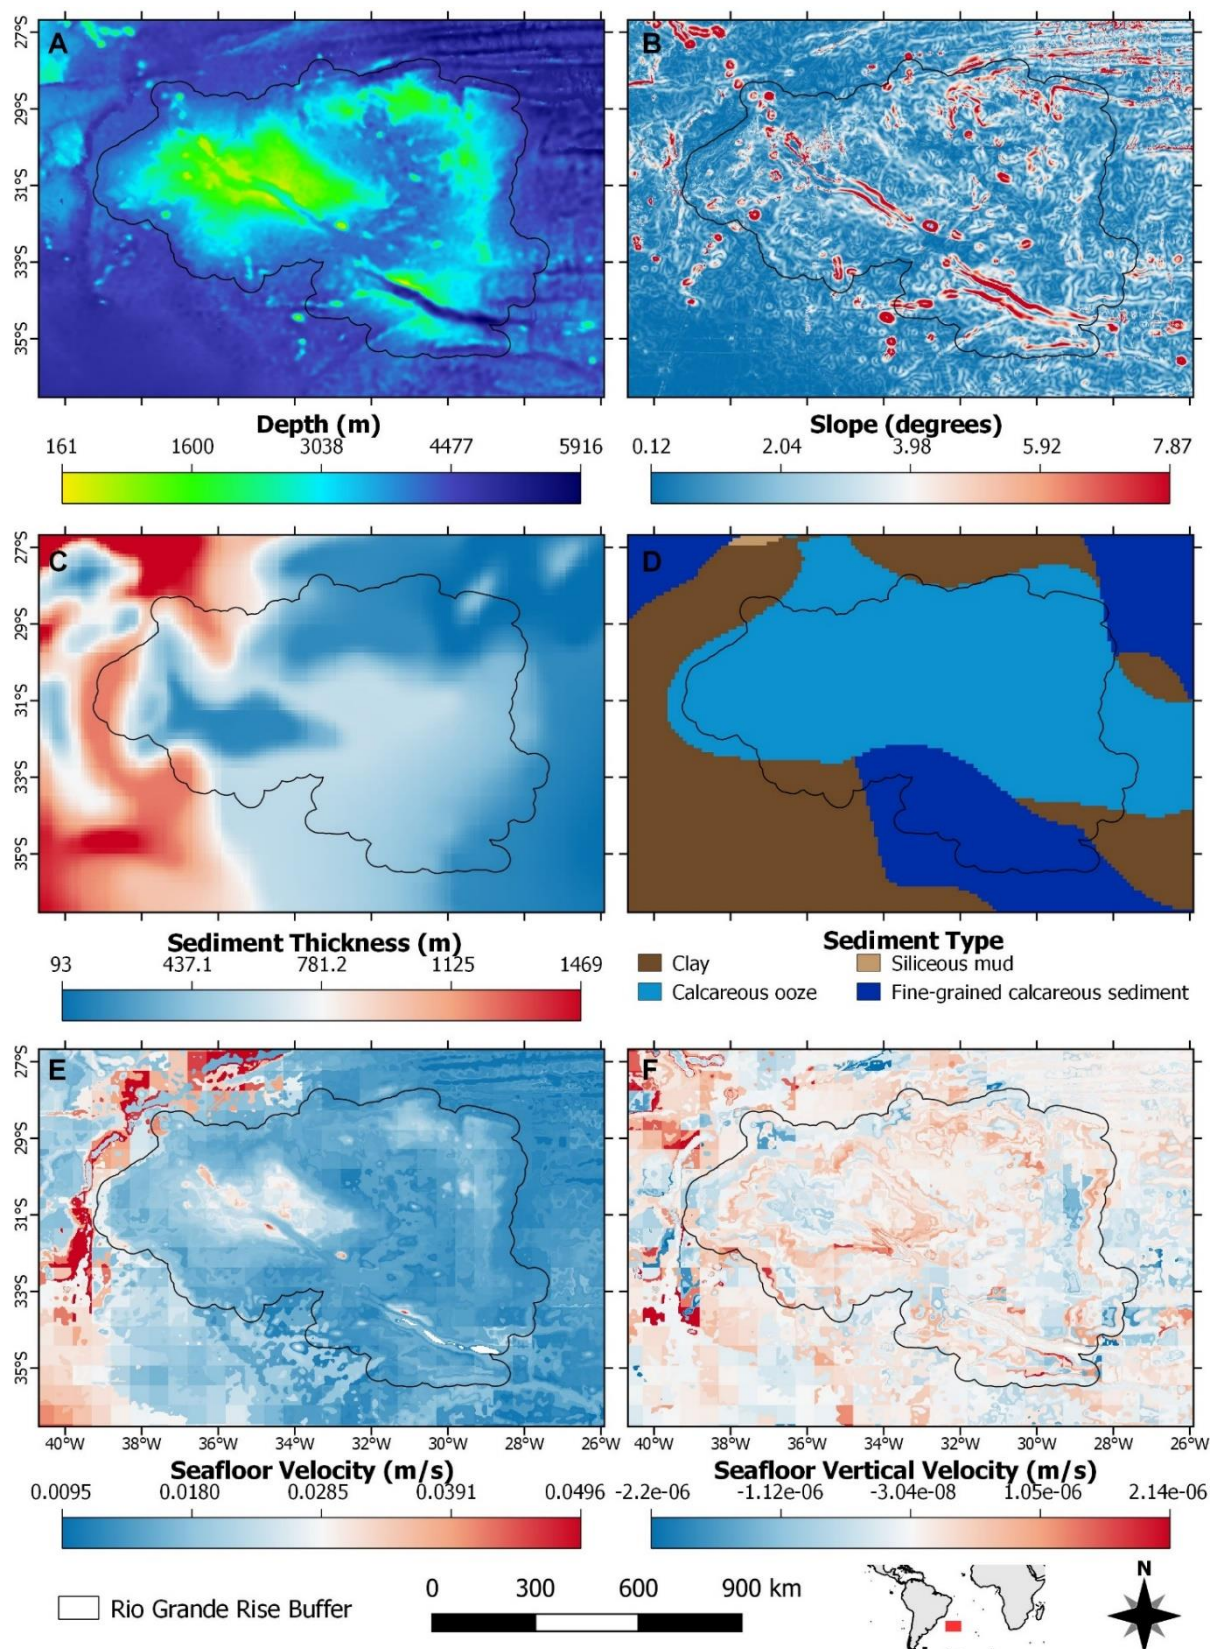 A
B
27°S
29°S
31°S
33°S
35°S
Depth (m)
161 1600 3038 4477 5916
Slope (degrees)
0.12 2.04 3.98 5.92 7.87
C
D
27°S
29°S
31°S
33°S
35°S
Sediment Thickness (m)
93 437.1 781.2 1125 1469
Sediment Type
Clay
Siliceous mud
Calcareous ooze
Fine-grained calcareous sediment
E
F
27°S
29°S
31°S
33°S
35°S
40°W 38°W 36°W 34°W 32°W 30°W 28°W 26°W
40°W 38°W 36°W 34°W 32°W 30°W 28°W 26°W
Seafloor Velocity (m/s)
0.0095 0.0180 0.0285 0.0391 0.0496
Seafloor Vertical Velocity (m/s)
-2.2e-06 -1.12e-06 -3.04e-08 1.05e-06 2.14e-06
Rio Grande Rise Buffer
0 300 600 900 km
N